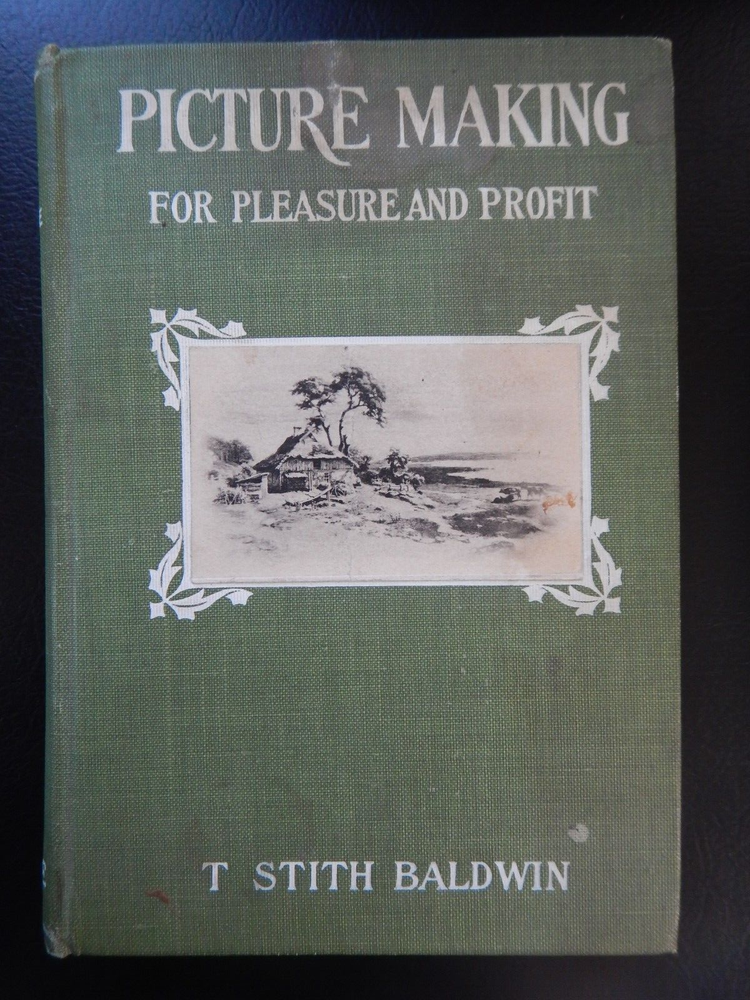 PICTURE MAKING
FOR PLEASURE AND PROFIT
T STITH BALDWIN